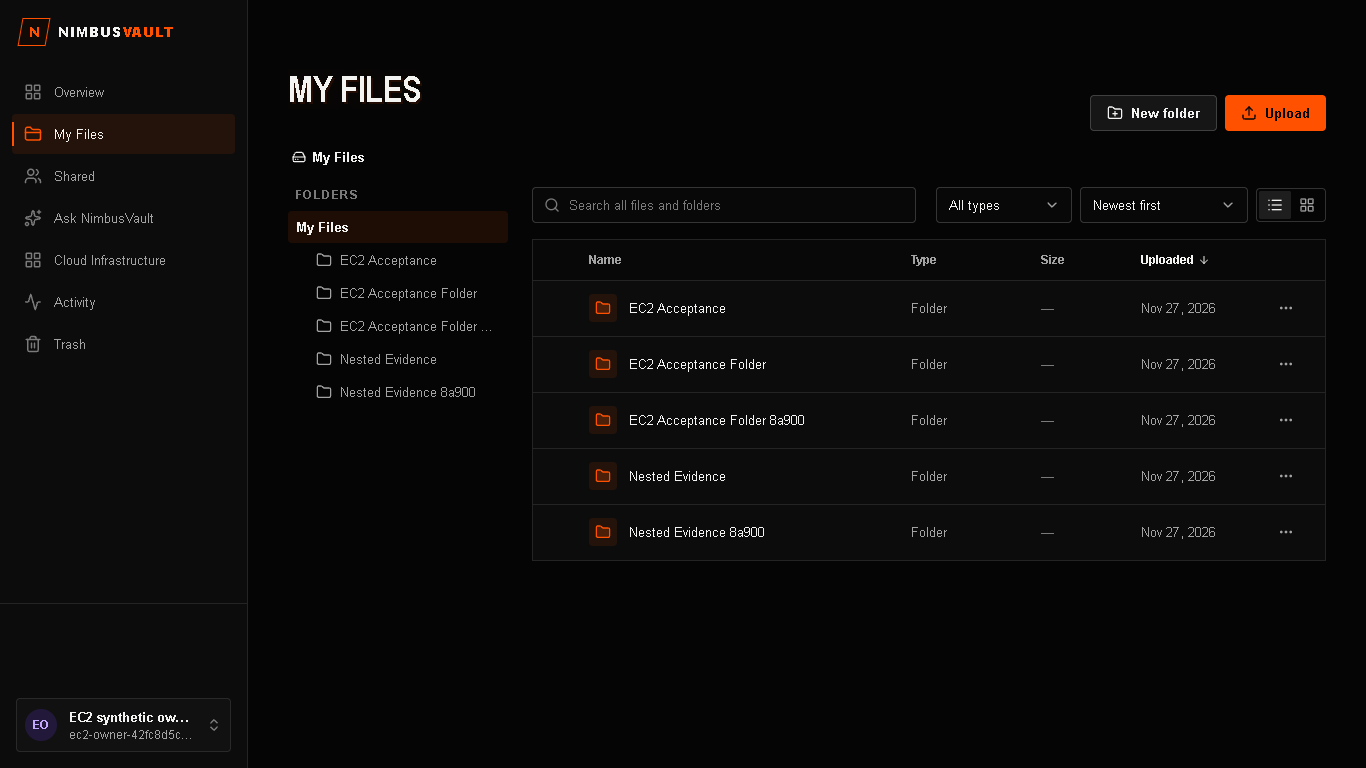 N NIMBUSVAULT
Overview
My Files
Shared
Ask NimbusVault
Cloud Infrastructure
Activity
Trash
EO
EC2 synthetic ow...
ec2-owner-42fc8d5c...
MY FILES
New folder
Upload
My Files
FOLDERS
My Files
EC2 Acceptance
EC2 Acceptance Folder
EC2 Acceptance Folder ...
Nested Evidence
Nested Evidence 8a900
Search all files and folders
All types
Newest first
Name Type Size Uploaded ↓
EC2 Acceptance Folder — Nov 27, 2026
EC2 Acceptance Folder Folder — Nov 27, 2026
EC2 Acceptance Folder 8a900 Folder — Nov 27, 2026
Nested Evidence Folder — Nov 27, 2026
Nested Evidence 8a900 Folder — Nov 27, 2026